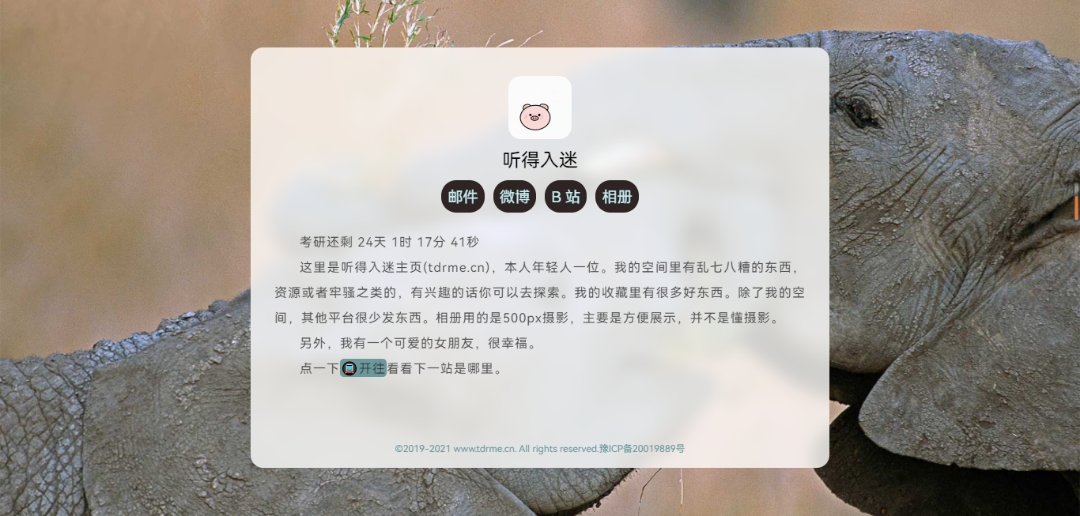 听得入迷
邮件 微博 B 站 相册
考研还剩 24天 1时 17分 41秒
这里是听得入迷主页(tdrme.cn)，本人年轻人一位。我的空间里有乱七八糟的东西，
资源或者牢骚之类的，有兴趣的话你可以去探索。我的收藏里有很多好东西。除了我的空
间，其他平台很少发东西。相册用的是500px摄影，主要是方便展示，并不是懂摄影。
另外，我有一个可爱的女朋友，很幸福。
点一下开往看看下一站是哪里。
©2019-2021 www.tdrme.cn. All rights reserved.豫ICP备20019889号